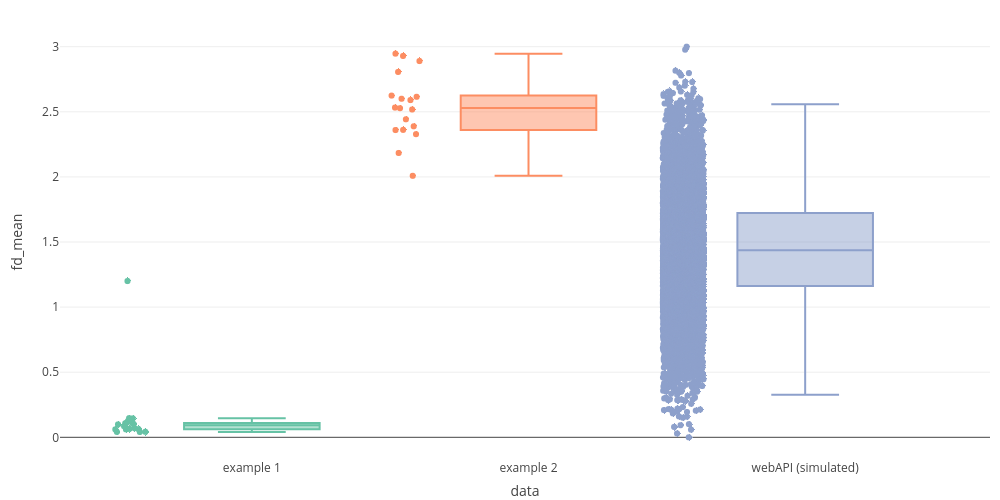 3
2.5
2
1.5
1
0.5
0
fd_mean
example 1
example 2
webAPI (simulated)
data